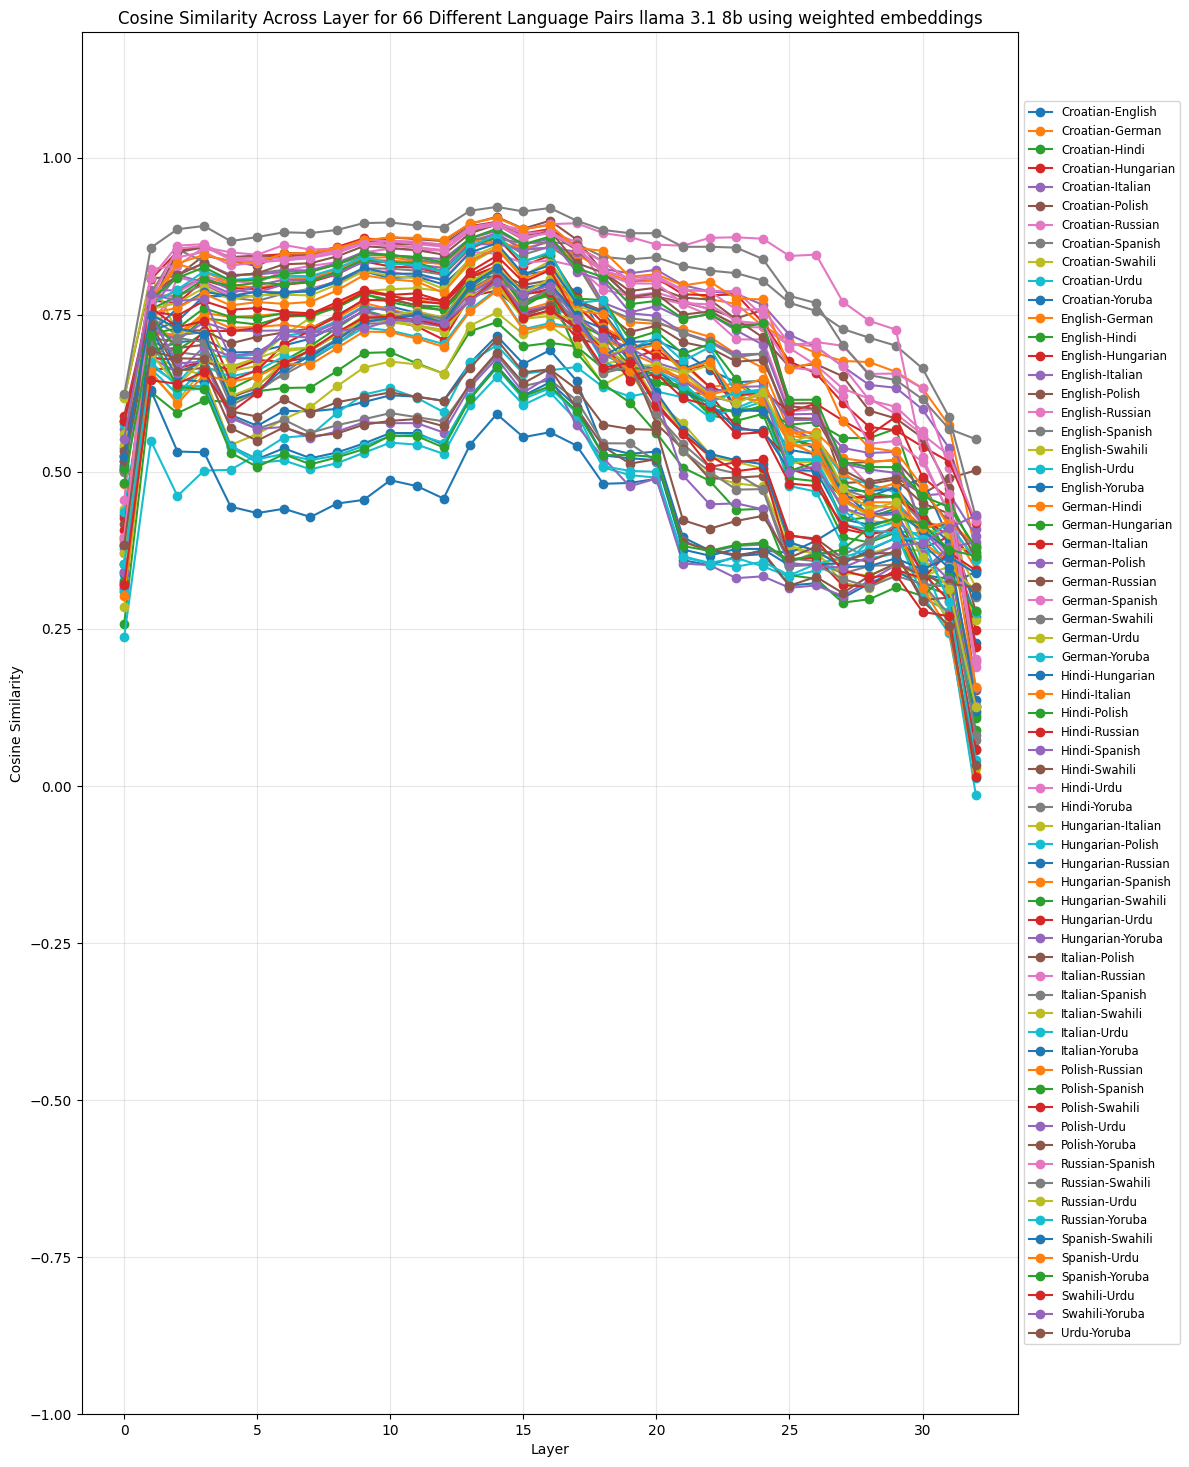 Cosine Similarity Across Layer for 66 Different Language Pairs llama 3.1 8b using weighted embeddings
1.00
0.75
0.50
0.25
0.00
−0.25
−0.50
−0.75
−1.00
Cosine Similarity
0 5 10 15 20 25 30
Layer
Croatian-English
Croatian-German
Croatian-Hindi
Croatian-Hungarian
Croatian-Italian
Croatian-Polish
Croatian-Russian
Croatian-Spanish
Croatian-Swahili
Croatian-Urdu
Croatian-Yoruba
English-German
English-Hindi
English-Hungarian
English-Italian
English-Polish
English-Russian
English-Spanish
English-Swahili
English-Urdu
English-Yoruba
German-Hindi
German-Hungarian
German-Italian
German-Polish
German-Russian
German-Spanish
German-Swahili
German-Urdu
German-Yoruba
Hindi-Hungarian
Hindi-Italian
Hindi-Polish
Hindi-Russian
Hindi-Spanish
Hindi-Swahili
Hindi-Urdu
Hindi-Yoruba
Hungarian-Italian
Hungarian-Polish
Hungarian-Russian
Hungarian-Spanish
Hungarian-Swahili
Hungarian-Urdu
Hungarian-Yoruba
Italian-Polish
Italian-Russian
Italian-Spanish
Italian-Swahili
Italian-Urdu
Italian-Yoruba
Polish-Russian
Polish-Spanish
Polish-Swahili
Polish-Urdu
Polish-Yoruba
Russian-Spanish
Russian-Swahili
Russian-Urdu
Russian-Yoruba
Spanish-Swahili
Spanish-Urdu
Spanish-Yoruba
Swahili-Urdu
Swahili-Yoruba
Urdu-Yoruba